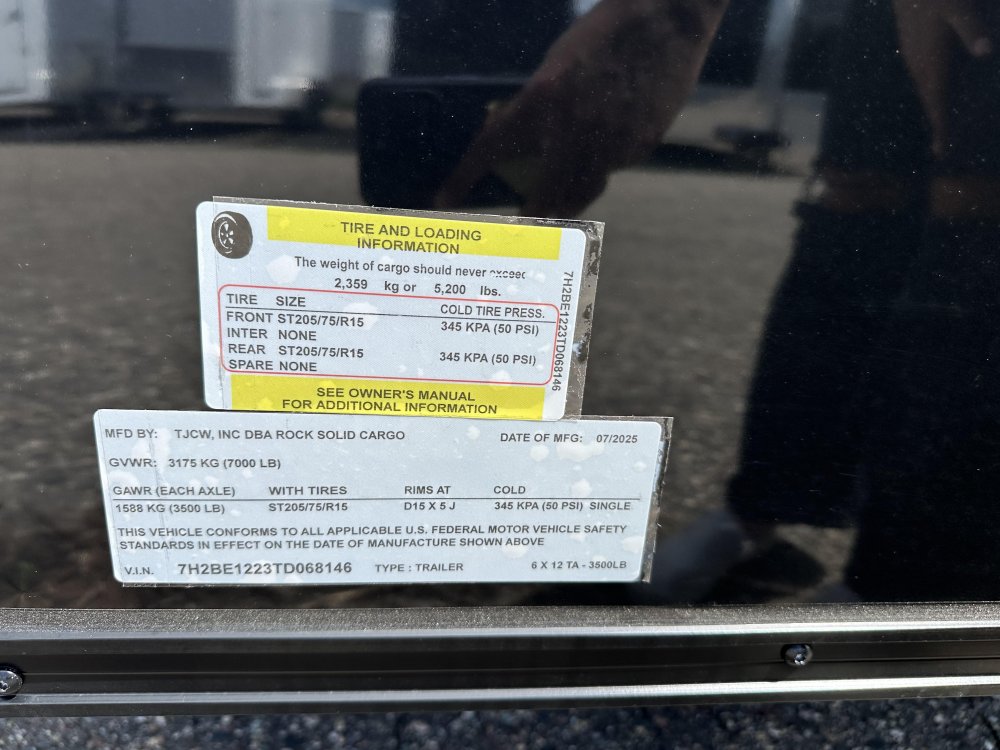 TIRE AND LOADING
INFORMATION
The weight of cargo should never exceed
2,359 kg or 5,200 lbs.
TIRE SIZE COLD TIRE PRESS.
FRONT ST205/75/R15 345 KPA (50 PSI)
INTER NONE
REAR ST205/75/R15 345 KPA (50 PSI)
SPARE NONE
SEE OWNER'S MANUAL
FOR ADDITIONAL INFORMATION
7H2BE1223TD068146
MFD BY: TJCW, INC DBA ROCK SOLID CARGO DATE OF MFG: 07/2025
GVWR: 3175 KG (7000 LB)
GAWR (EACH AXLE) WITH TIRES RIMS AT COLD
1588 KG (3500 LB) ST205/75/R15 D15 X 5 J 345 KPA (50 PSI) SINGLE
THIS VEHICLE CONFORMS TO ALL APPLICABLE U.S. FEDERAL MOTOR VEHICLE SAFETY
STANDARDS IN EFFECT ON THE DATE OF MANUFACTURE SHOWN ABOVE
V.I.N. 7H2BE1223TD068146 TYPE : TRAILER 6 X 12 TA - 3500LB